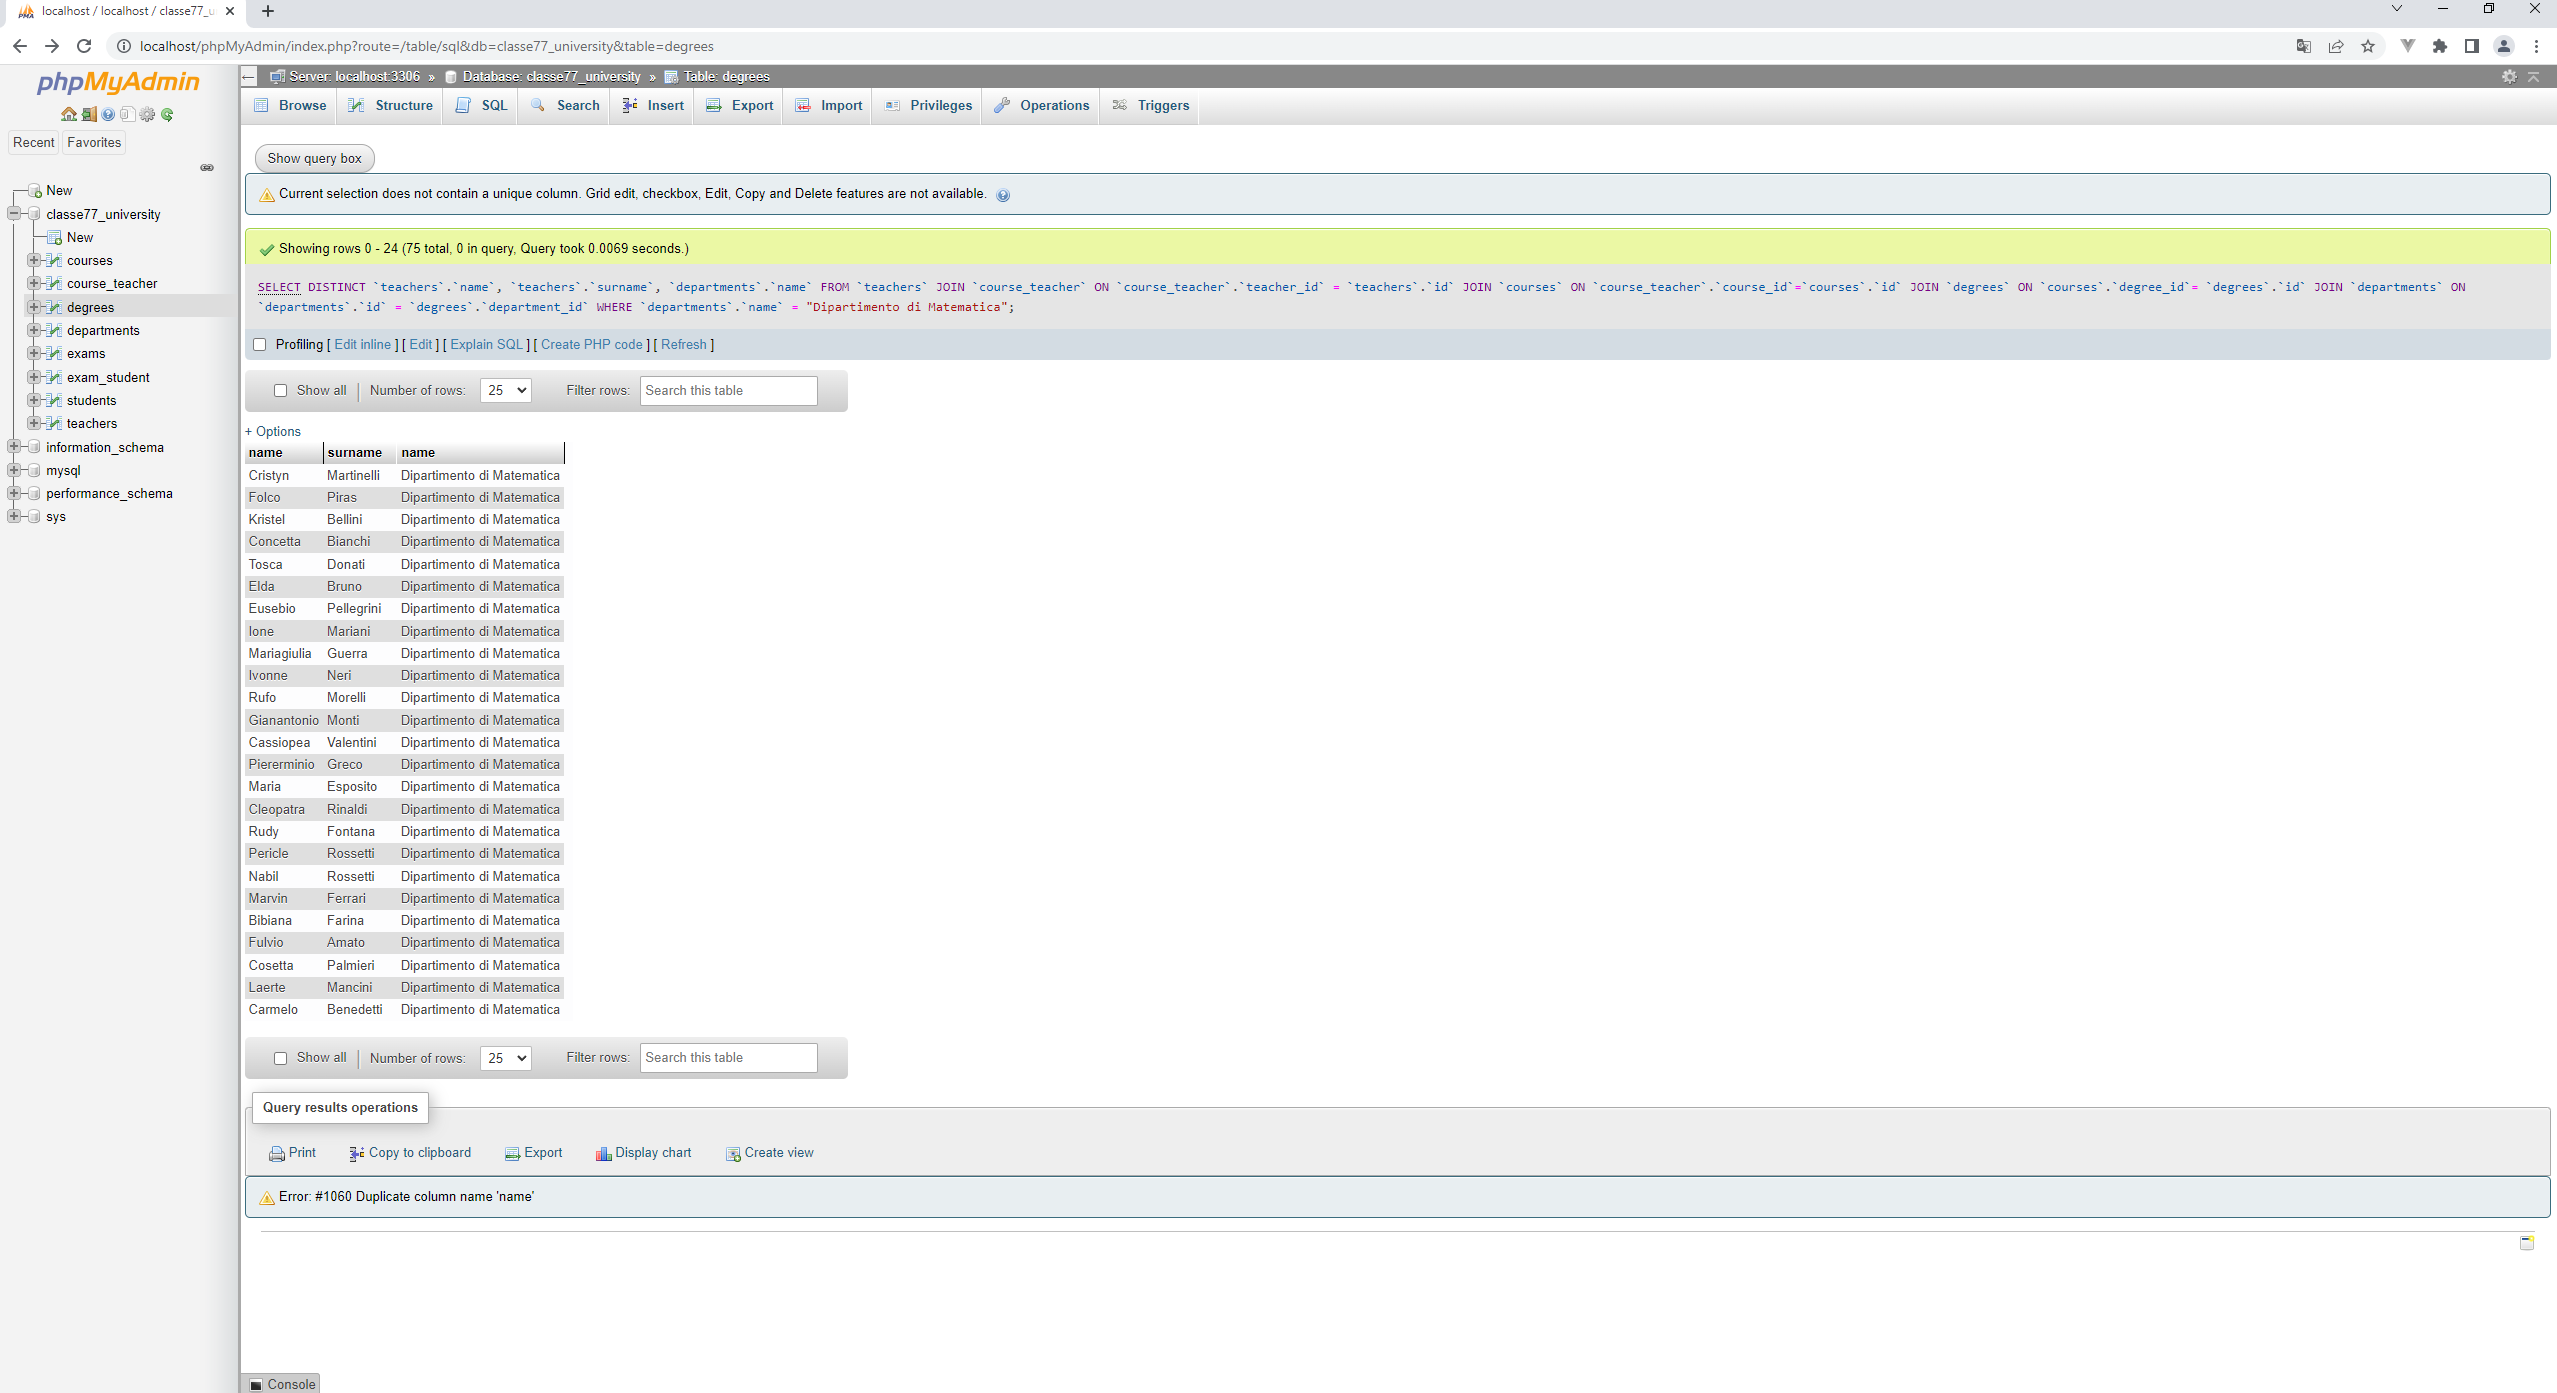 localhost / localhost / classe77_u
localhost/phpMyAdmin/index.php?route=/table/sql&db=classe77_university&table=degrees
phpMyAdmin
Recent Favorites
New
classe77_university
New
courses
course_teacher
degrees
departments
exams
exam_student
students
teachers
information_schema
mysql
performance_schema
sys
Server: localhost:3306 » Database: classe77_university » Table: degrees
Browse Structure SQL Search Insert Export Import Privileges Operations Triggers
Show query box
Current selection does not contain a unique column. Grid edit, checkbox, Edit, Copy and Delete features are not available.
Showing rows 0 - 24 (75 total, 0 in query, Query took 0.0069 seconds.)
SELECT DISTINCT `teachers`.`name`, `teachers`.`surname`, `departments`.`name` FROM `teachers` JOIN `course_teacher` ON `course_teacher`.`teacher_id` = `teachers`.`id` JOIN `courses` ON `course_teacher`.`course_id`=`courses`.`id` JOIN `degrees` ON `courses`.`degree_id`= `degrees`.`id` JOIN `departments` ON
`departments`.`id` = `degrees`.`department_id` WHERE `departments`.`name` = "Dipartimento di Matematica";
Profiling [ Edit inline ] [ Edit ] [ Explain SQL ] [ Create PHP code ] [ Refresh ]
Show all | Number of rows: 25 Filter rows: Search this table
+ Options
name surname name
Cristyn Martinelli Dipartimento di Matematica
Folco Piras Dipartimento di Matematica
Kristel Bellini Dipartimento di Matematica
Concetta Bianchi Dipartimento di Matematica
Tosca Donati Dipartimento di Matematica
Elda Bruno Dipartimento di Matematica
Eusebio Pellegrini Dipartimento di Matematica
Ione Mariani Dipartimento di Matematica
Mariagiulia Guerra Dipartimento di Matematica
Ivonne Neri Dipartimento di Matematica
Rufo Morelli Dipartimento di Matematica
Gianantonio Monti Dipartimento di Matematica
Cassiopea Valentini Dipartimento di Matematica
Piererminio Greco Dipartimento di Matematica
Maria Esposito Dipartimento di Matematica
Cleopatra Rinaldi Dipartimento di Matematica
Rudy Fontana Dipartimento di Matematica
Pericle Rossetti Dipartimento di Matematica
Nabil Rossetti Dipartimento di Matematica
Marvin Ferrari Dipartimento di Matematica
Bibiana Farina Dipartimento di Matematica
Fulvio Amato Dipartimento di Matematica
Cosetta Palmieri Dipartimento di Matematica
Laerte Mancini Dipartimento di Matematica
Carmelo Benedetti Dipartimento di Matematica
Show all | Number of rows: 25 Filter rows: Search this table
Query results operations
Print Copy to clipboard Export Display chart Create view
Error: #1060 Duplicate column name 'name'
Console